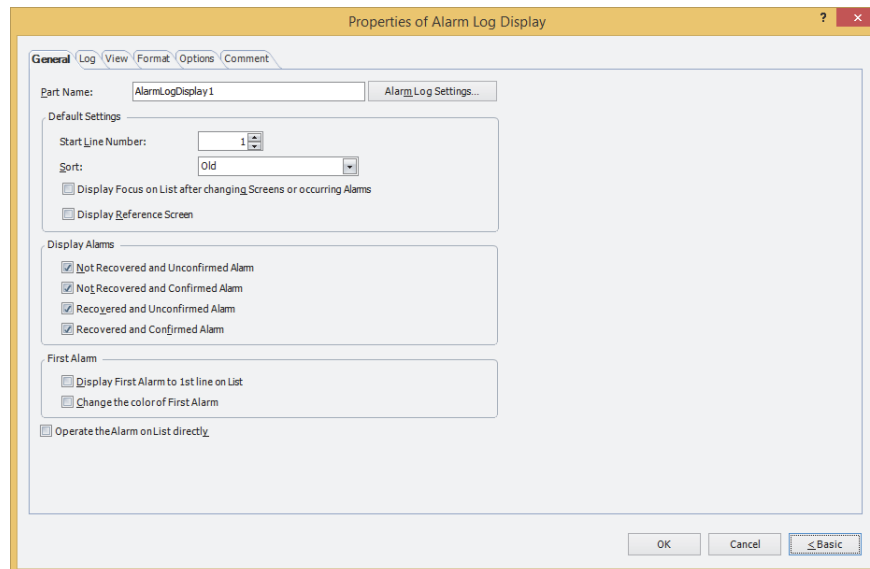 Properties of Alarm Log Display ? ×
General Log View Format Options Comment
Part Name: AlarmLogDisplay1 Alarm Log Settings...
Default Settings
Start Line Number: 1
Sort: Old
Display Focus on List after changing Screens or occurring Alarms
Display Reference Screen
Display Alarms
Not Recovered and Unconfirmed Alarm
Not Recovered and Confirmed Alarm
Recovered and Unconfirmed Alarm
Recovered and Confirmed Alarm
First Alarm
Display First Alarm to 1st line on List
Change the color of First Alarm
Operate the Alarm on List directly
OK Cancel < Basic